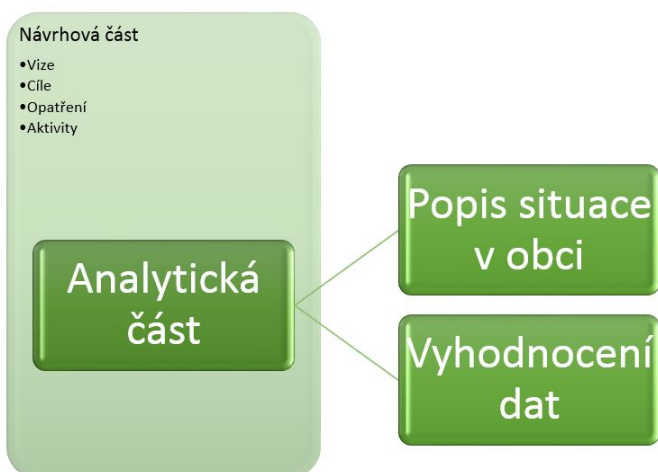 Návrhová část
•Vize
•Cíle
•Opatření
•Aktivity
Analytická
část
Popis situace
v obci
Vyhodnocení
dat